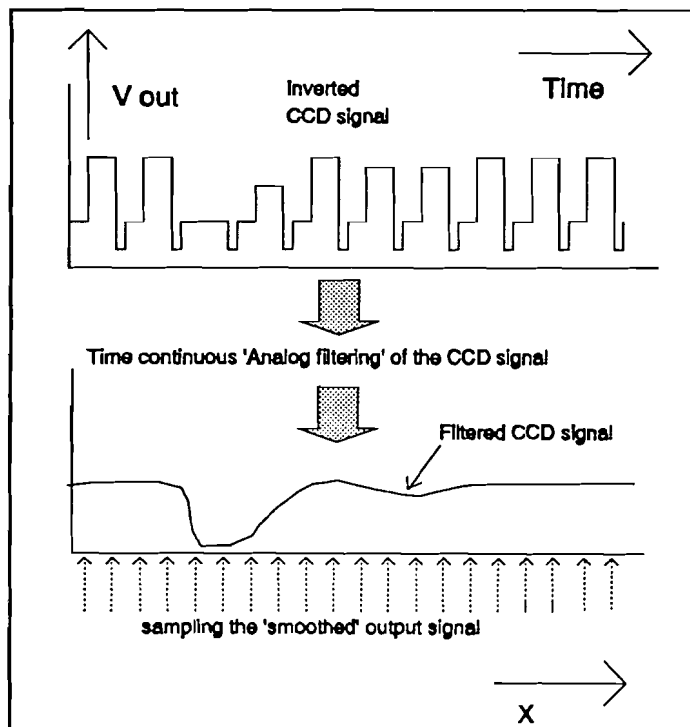 V out
Inverted
CCD signal
Time
Time continuous 'Analog filtering' of the CCD signal
Filtered CCD signal
sampling the 'smoothed' output signal
X